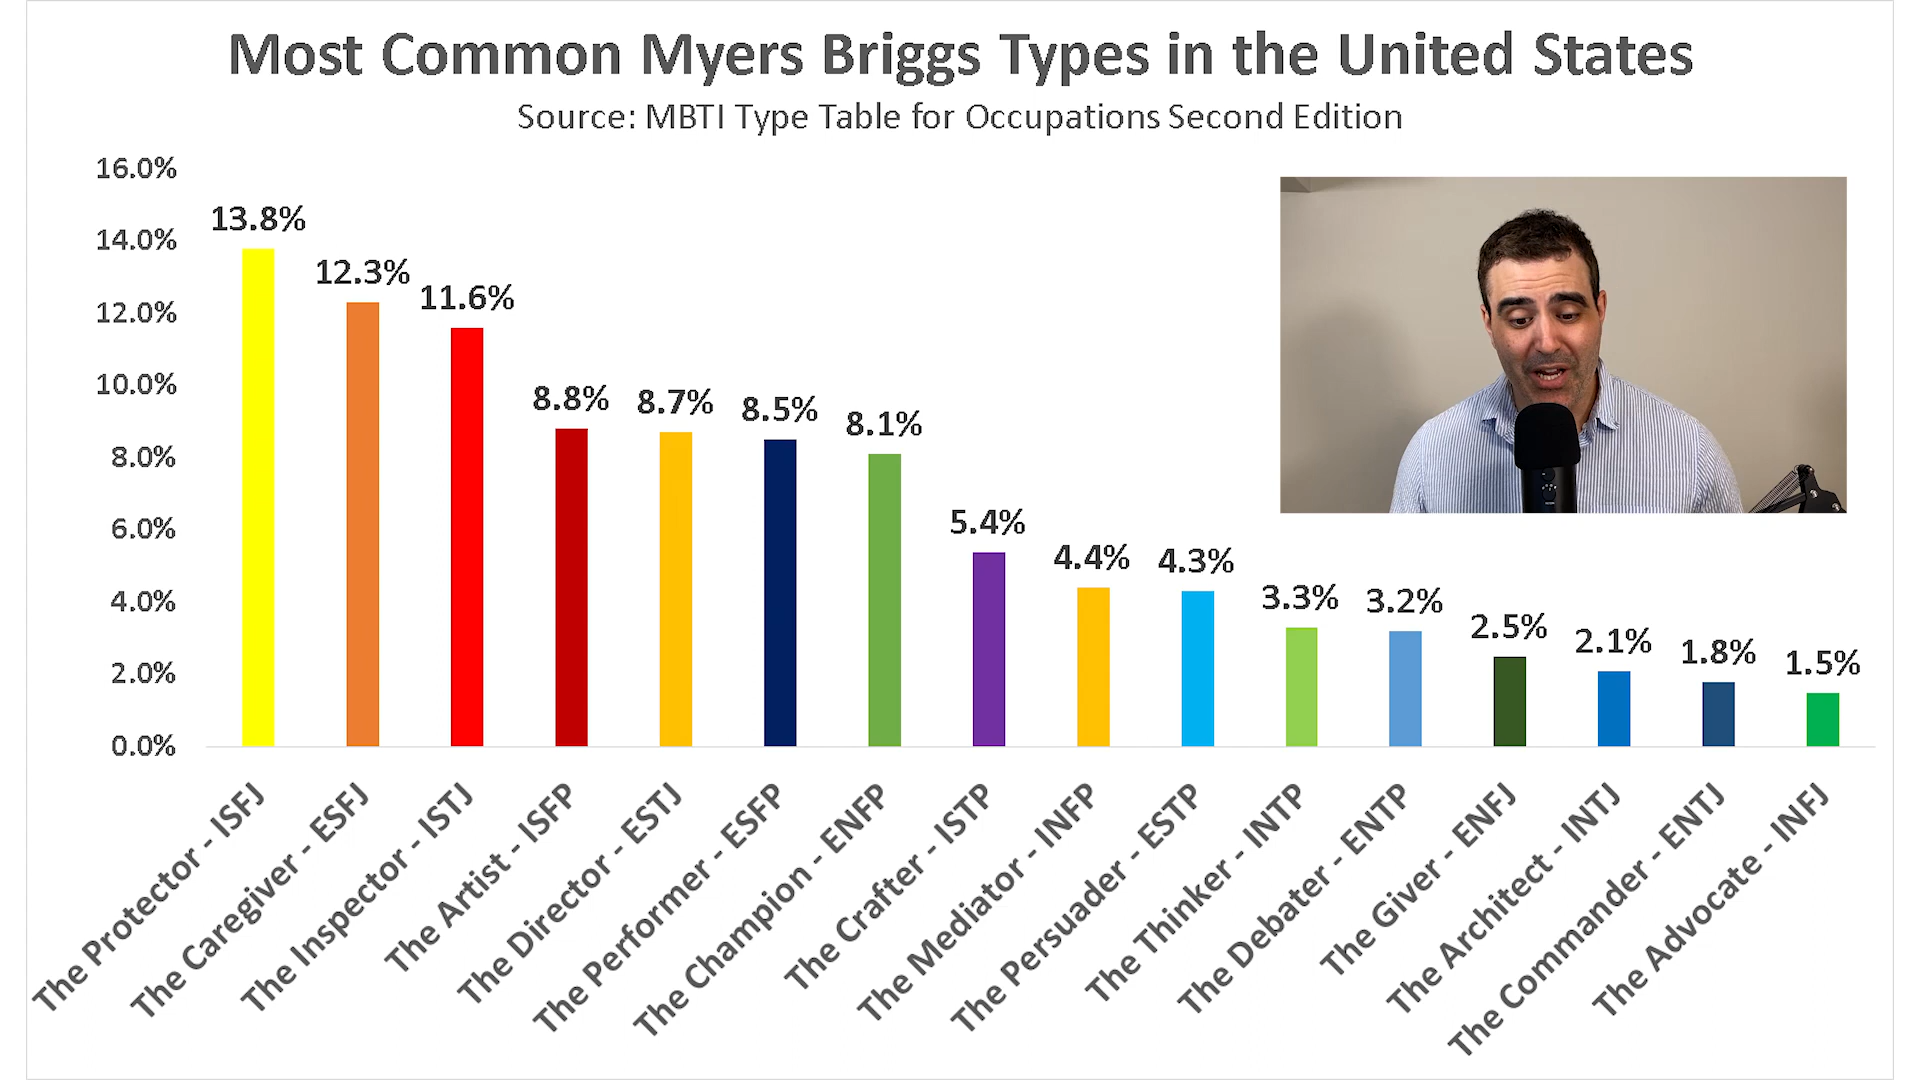 Most Common Myers Briggs Types in the United States
Source: MBTI Type Table for Occupations Second Edition
16.0%
14.0%
12.0%
10.0%
8.0%
6.0%
4.0%
2.0%
0.0%
13.8%
12.3%
11.6%
8.8%
8.7%
8.5%
8.1%
5.4%
4.4%
4.3%
3.3%
3.2%
2.5%
2.1%
1.8%
1.5%
The Protector - ISFJ
The Caregiver - ESFJ
The Inspector - ISTJ
The Artist - ISFP
The Director - ESTJ
The Performer - ESFP
The Champion - ENFP
The Crafter - ISTP
The Mediator - INFP
The Persuader - ESTP
The Thinker - INTP
The Debater - ENTP
The Giver - ENFJ
The Architect - INTJ
The Commander - ENTJ
The Advocate - INFJ